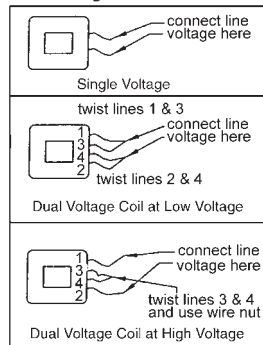 connect line
voltage here
Single Voltage
twist lines 1 & 3
connect line
voltage here
1
3
4
2
twist lines 2 & 4
Dual Voltage Coil at Low Voltage
connect line
voltage here
1
3
4
2
twist lines 3 & 4
and use wire nut
Dual Voltage Coil at High Voltage